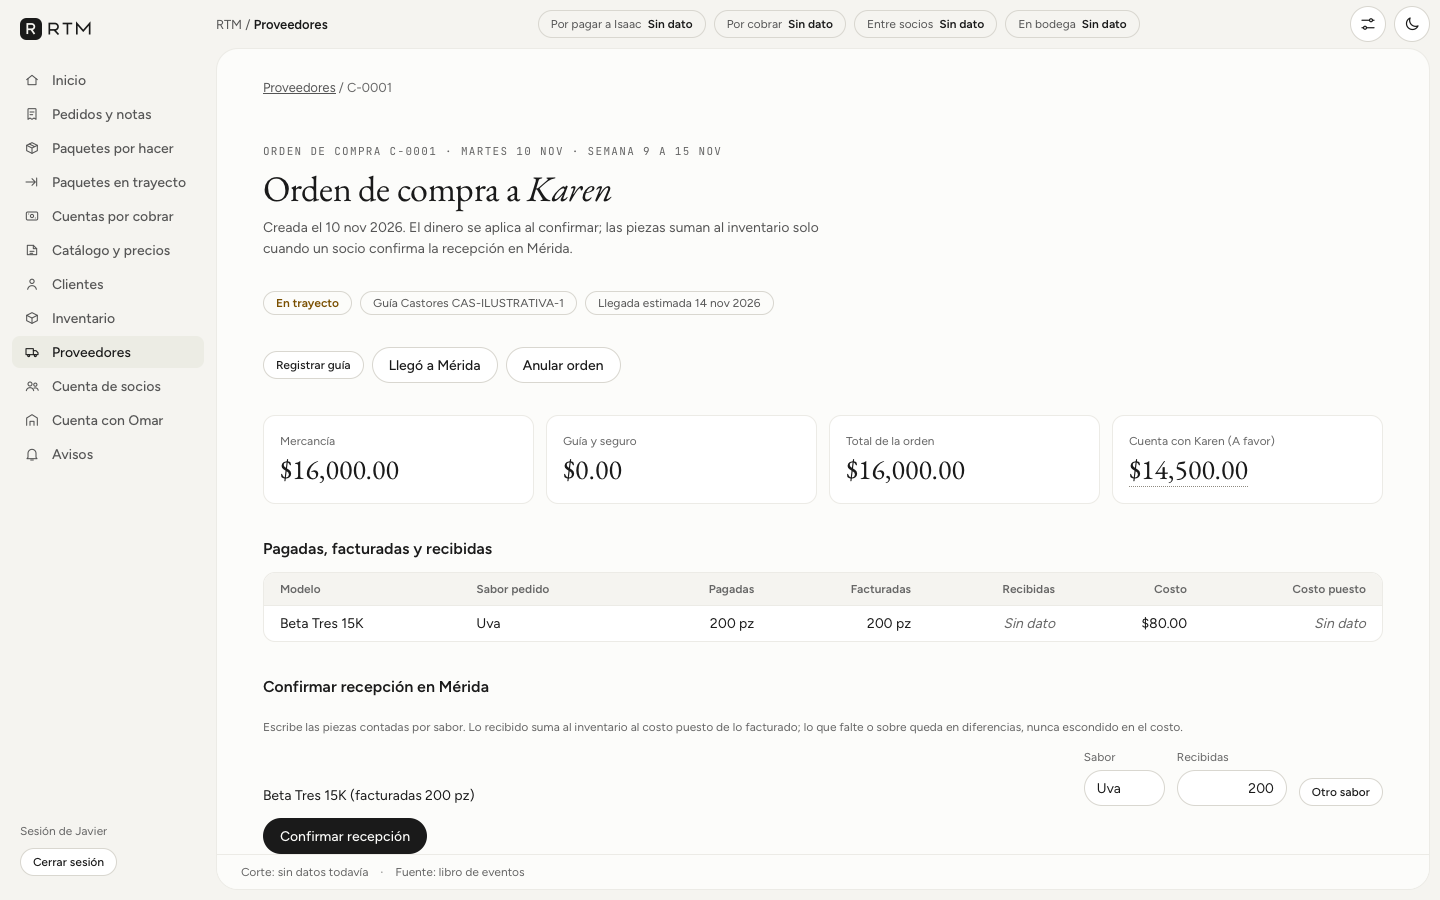 R RTM
RTM / Proveedores
Por pagar a Isaac Sin dato
Por cobrar Sin dato
Entre socios Sin dato
En bodega Sin dato
Inicio
Pedidos y notas
Paquetes por hacer
Paquetes en trayecto
Cuentas por cobrar
Catálogo y precios
Clientes
Inventario
Proveedores
Cuenta de socios
Cuenta con Omar
Avisos
Sesión de Javier
Cerrar sesión
Proveedores / C-0001
ORDEN DE COMPRA C-0001 · MARTES 10 NOV · SEMANA 9 A 15 NOV
Orden de compra a Karen
Creada el 10 nov 2026. El dinero se aplica al confirmar; las piezas suman al inventario solo
cuando un socio confirma la recepción en Mérida.
En trayecto
Guía Castores CAS-ILUSTRATIVA-1
Llegada estimada 14 nov 2026
Registrar guía
Llegó a Mérida
Anular orden
Mercancía
$16,000.00
Guía y seguro
$0.00
Total de la orden
$16,000.00
Cuenta con Karen (A favor)
$14,500.00
Pagadas, facturadas y recibidas
Modelo Sabor pedido Pagadas Facturadas Recibidas Costo Costo puesto
Beta Tres 15K Uva 200 pz 200 pz Sin dato $80.00 Sin dato
Confirmar recepción en Mérida
Escribe las piezas contadas por sabor. Lo recibido suma al inventario al costo puesto de lo facturado; lo que falte o sobre queda en diferencias, nunca escondido en el costo.
Sabor Recibidas
Beta Tres 15K (facturadas 200 pz) Uva 200 Otro sabor
Confirmar recepción
Corte: sin datos todavía · Fuente: libro de eventos